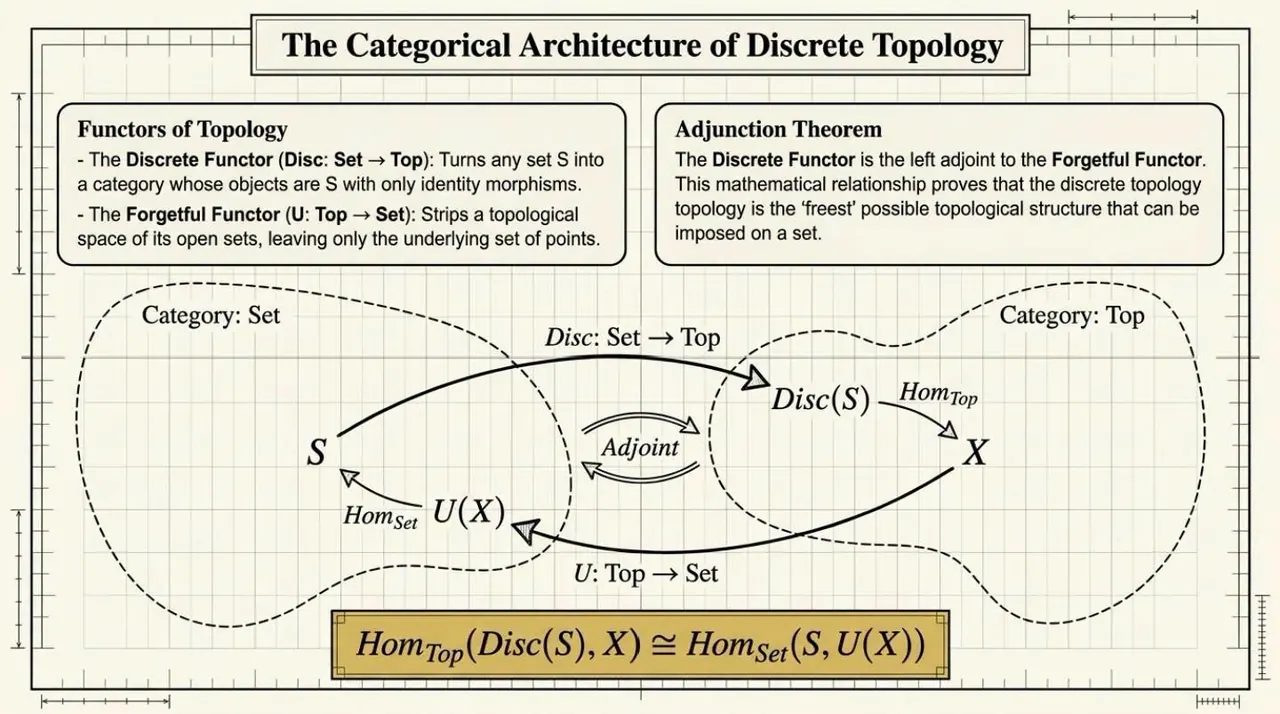 The Categorical Architecture of Discrete Topology
Functors of Topology
- The Discrete Functor (Disc: Set → Top): Turns any set S into
a category whose objects are S with only identity morphisms.
- The Forgetful Functor (U: Top → Set): Strips a topological
space of its open sets, leaving only the underlying set of points.
Adjunction Theorem
The Discrete Functor is the left adjoint to the Forgetful Functor.
This mathematical relationship proves that the discrete topology
topology is the ‘freest’ possible topological structure that can be
imposed on a set.
Category: Set
Category: Top
Disc: Set → Top
Disc(S)
Hom_Top
S
Adjoint
X
Hom_Set
U(X)
U: Top → Set
Hom_Top(Disc(S), X) ≅ Hom_Set(S, U(X))